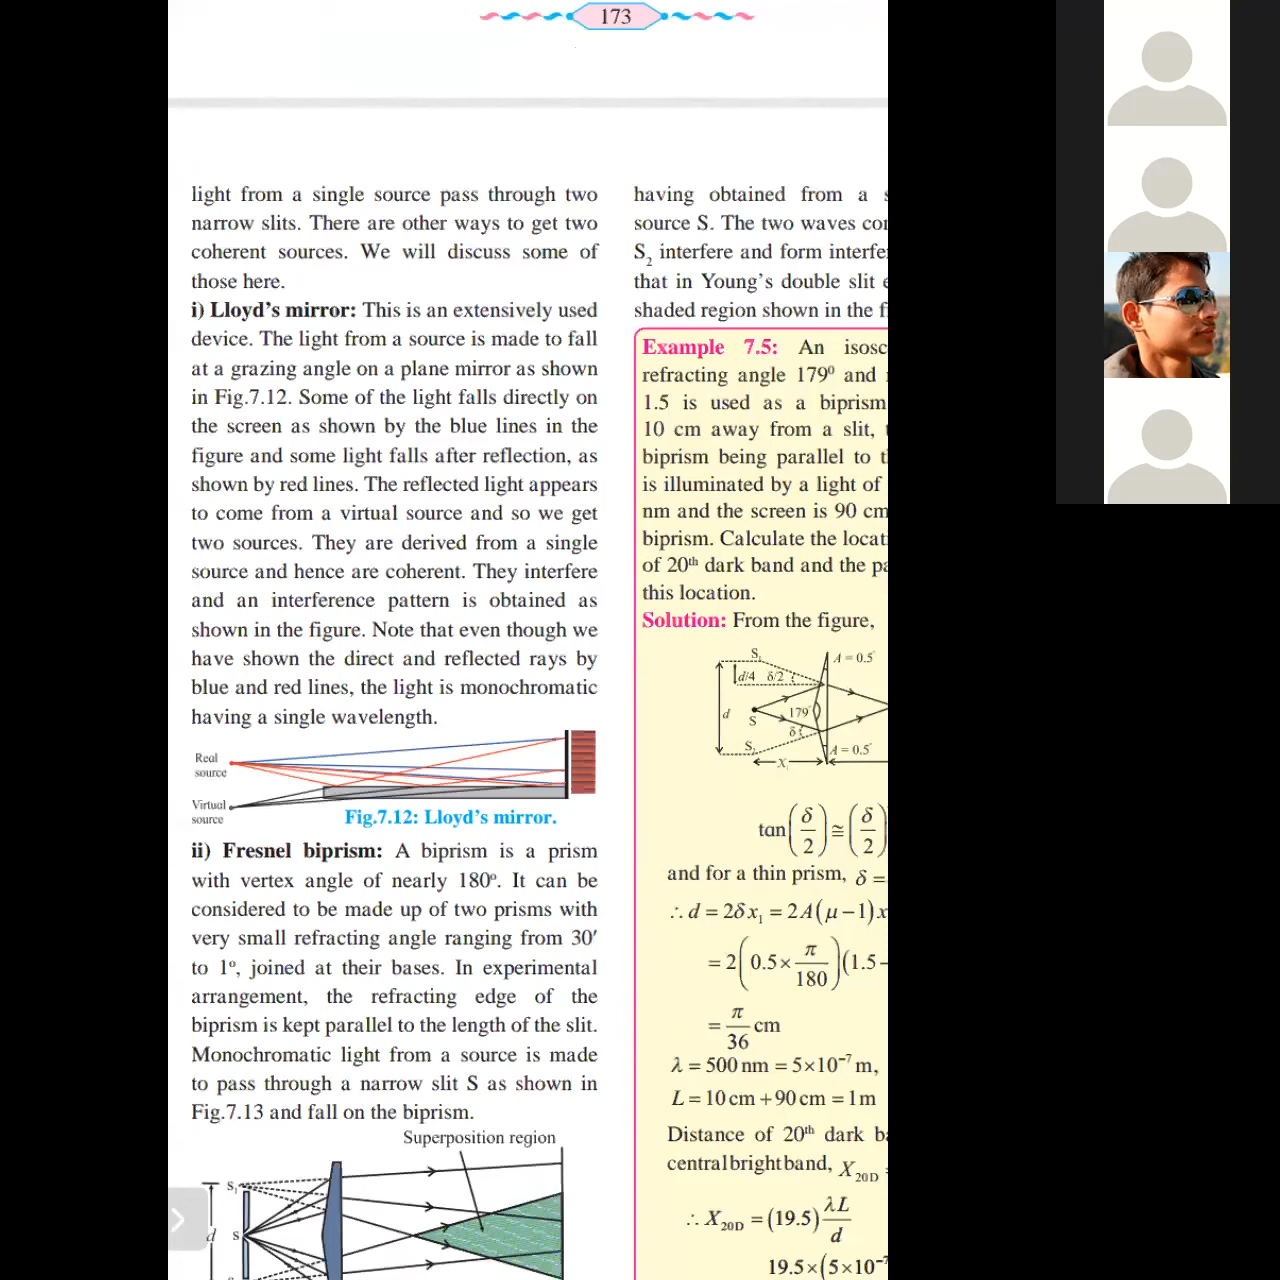 173
light from a single source pass through two
narrow slits. There are other ways to get two
coherent sources. We will discuss some of
those here.
i) Lloyd's mirror: This is an extensively used
device. The light from a source is made to fall
at a grazing angle on a plane mirror as shown
in Fig.7.12. Some of the light falls directly on
the screen as shown by the blue lines in the
figure and some light falls after reflection, as
shown by red lines. The reflected light appears
to come from a virtual source and so we get
two sources. They are derived from a single
source and hence are coherent. They interfere
and an interference pattern is obtained as
shown in the figure. Note that even though we
have shown the direct and reflected rays by
blue and red lines, the light is monochromatic
having a single wavelength.
Real
source
Virtual
source
Fig.7.12: Lloyd's mirror.
ii) Fresnel biprism: A biprism is a prism
with vertex angle of nearly 180º. It can be
considered to be made up of two prisms with
very small refracting angle ranging from 30′
to 1º, joined at their bases. In experimental
arrangement, the refracting edge of the
biprism is kept parallel to the length of the slit.
Monochromatic light from a source is made
to pass through a narrow slit S as shown in
Fig.7.13 and fall on the biprism.
Superposition region
S₁
d S
having obtained from a
source S. The two waves
S₂ interfere and form
that in Young's double slit
shaded region shown in the
Example 7.5: An
refracting angle 179⁰ and
1.5 is used as a biprism
10 cm away from a slit,
biprism being parallel to
is illuminated by a light of
nm and the screen is 90 cm
biprism. Calculate the
of 20th dark band and the
this location.
Solution: From the figure,
S₁ A = 0.5°
d/4 δ/2
d S 179°
δ
S₂ A = 0.5°
X₁
tan(δ/2) ≅ (δ/2)
and for a thin prism, δ =
∴ d = 2δx₁ = 2A(μ−1)x
= 2(0.5×π/180)(1.5−
= π/36 cm
λ = 500 nm = 5×10⁻⁷ m,
L = 10 cm + 90 cm = 1m
Distance of 20th dark
central bright band, X₂₀D =
∴ X₂₀D = (19.5) λL/d
19.5×(5×10⁻⁷